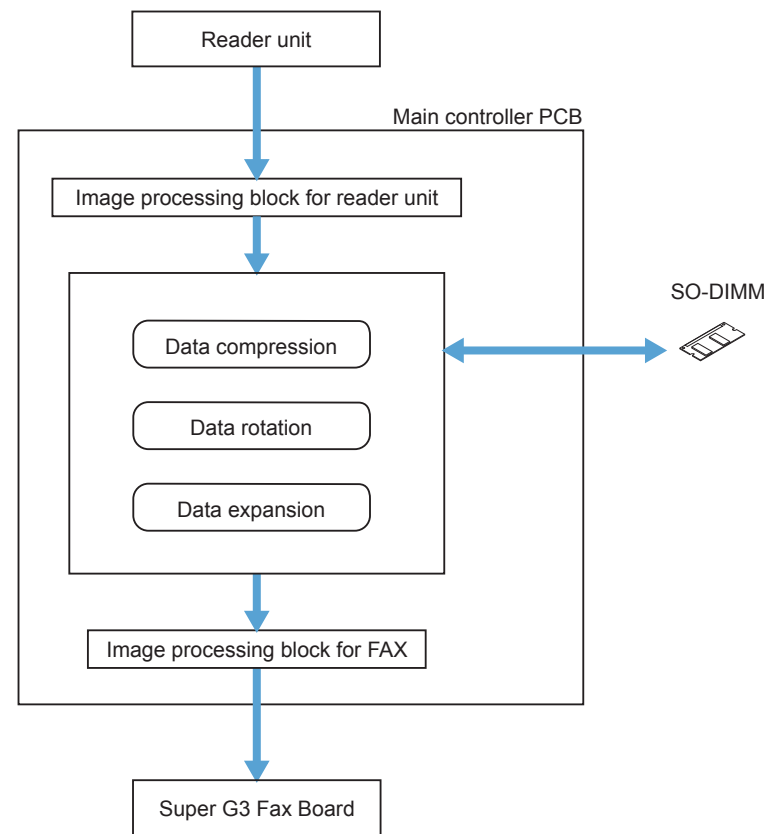 Reader unit
Main controller PCB
Image processing block for reader unit
SO-DIMM
Data compression
Data rotation
Data expansion
Image processing block for FAX
Super G3 Fax Board